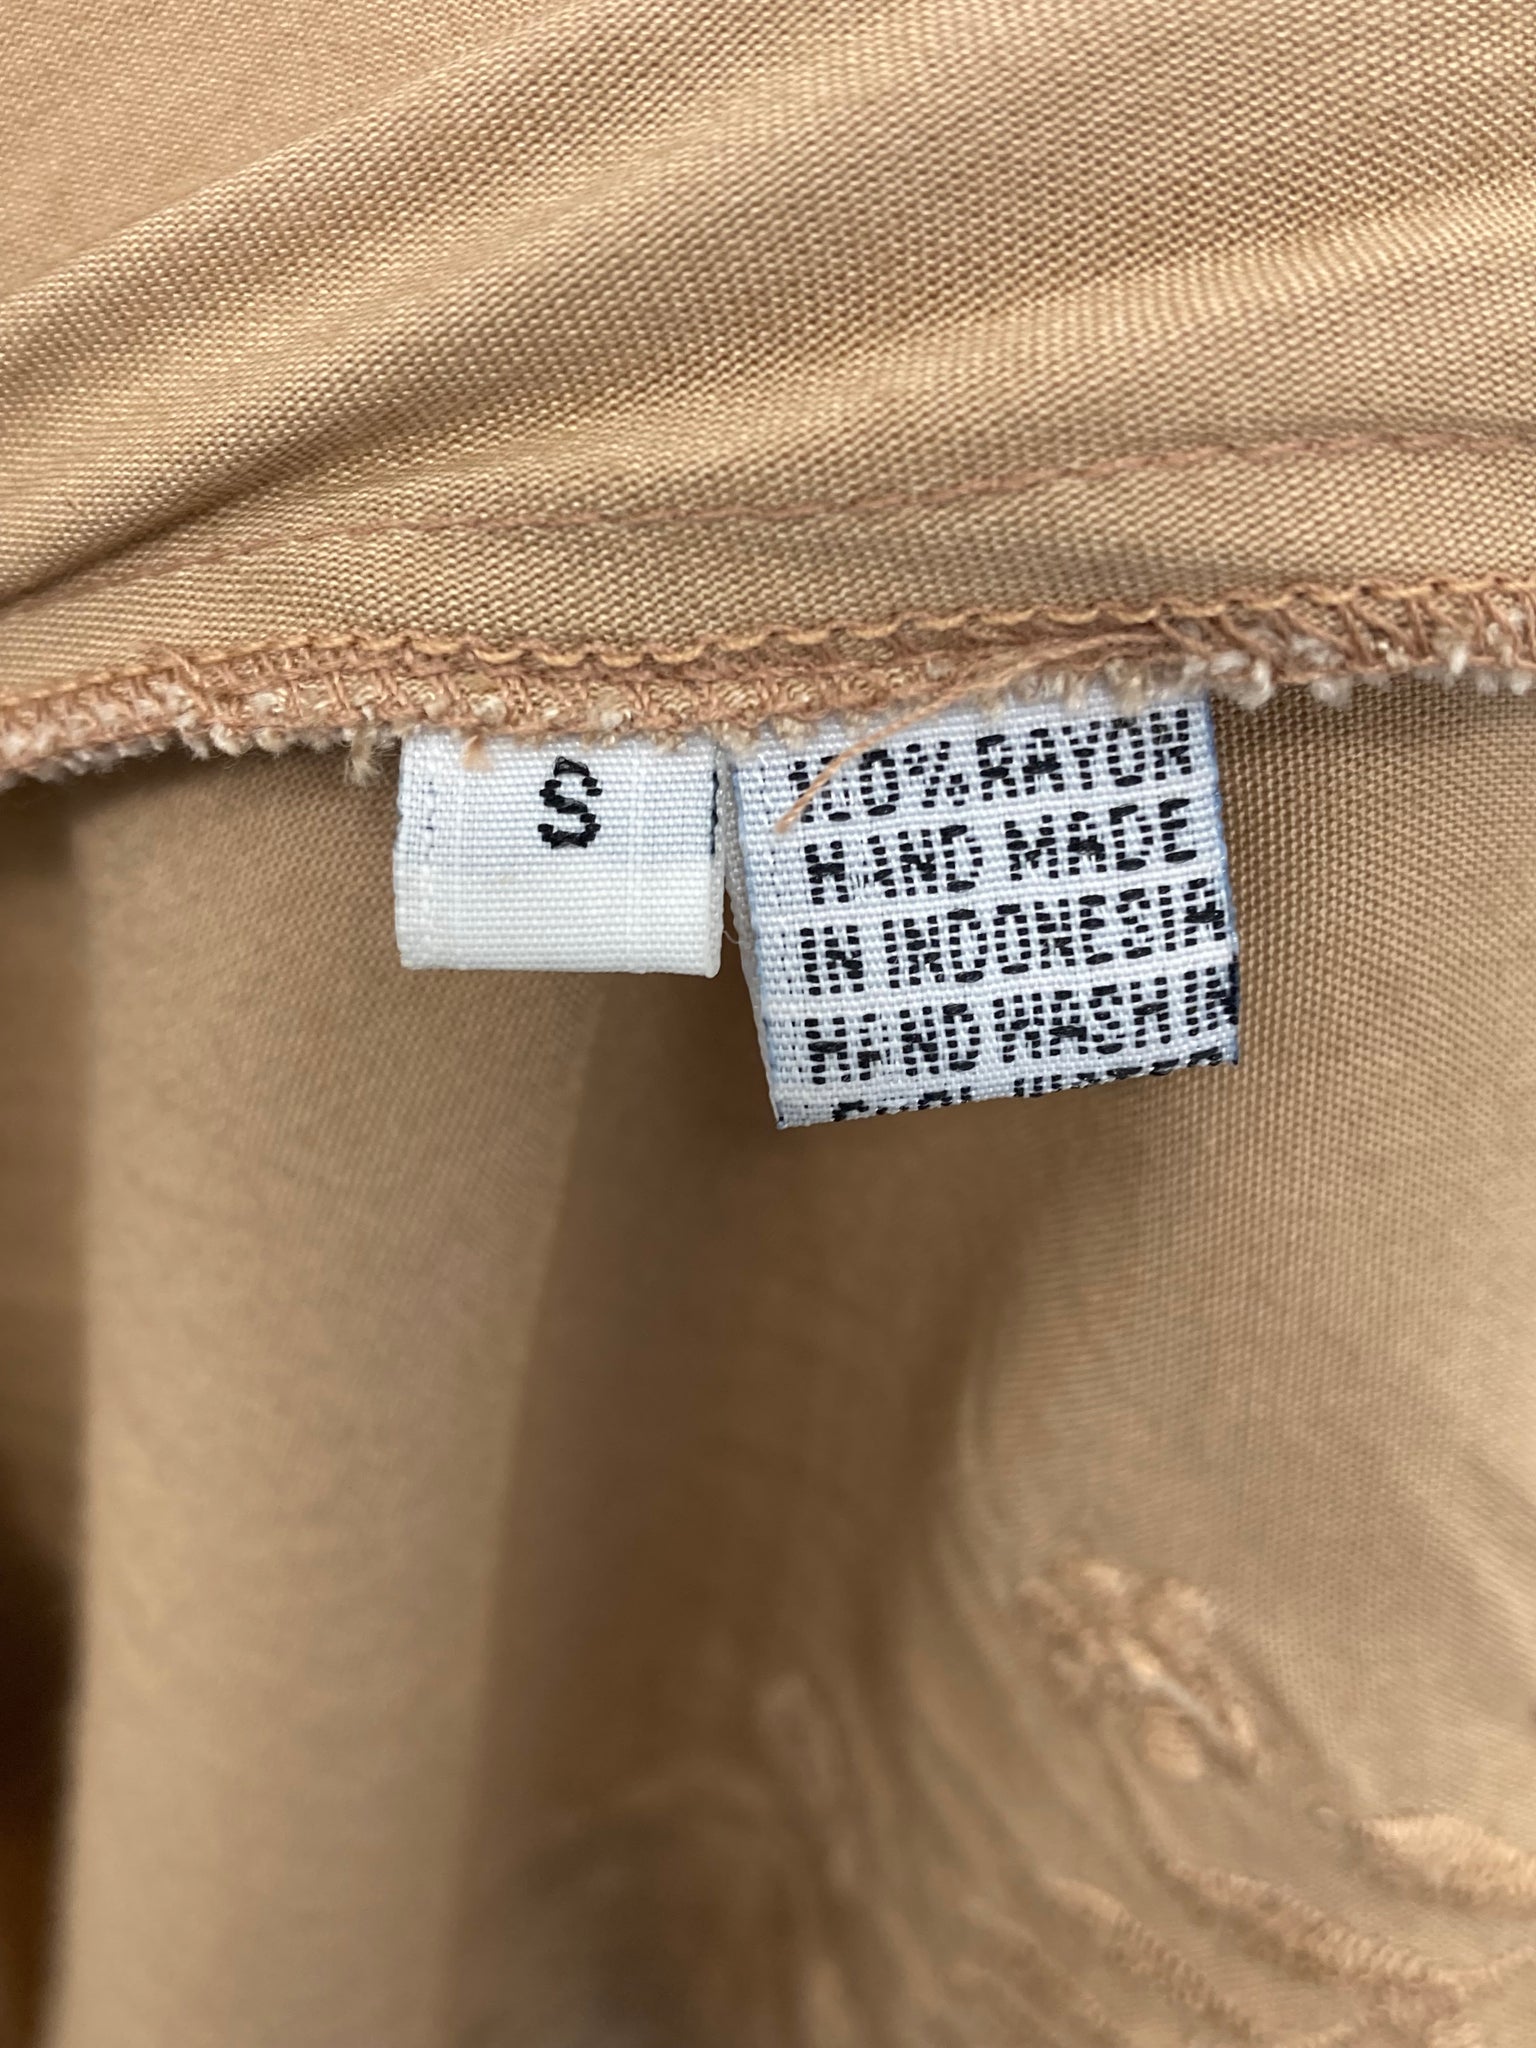 S
100% RAYON
HAND MADE
IN INDONESIA
HAND WASH IN